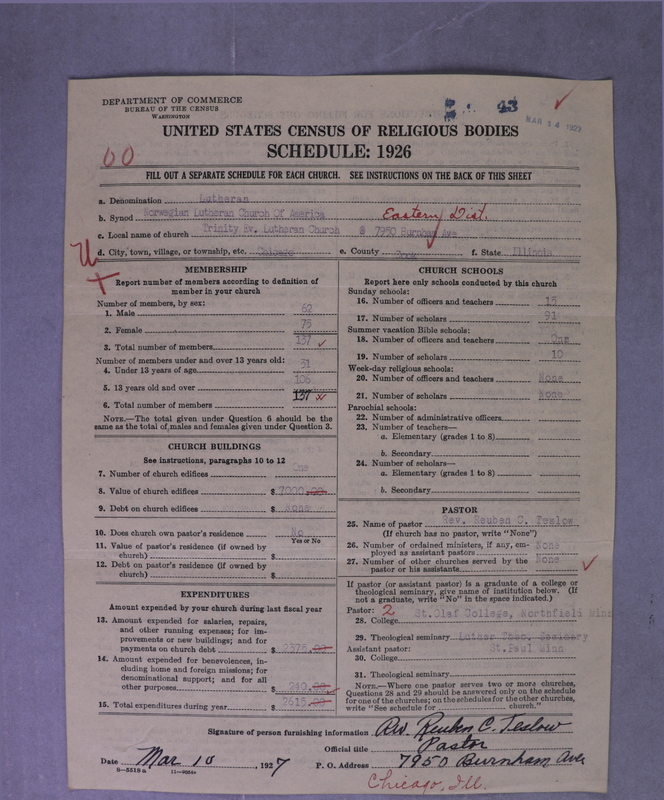 DEPARTMENT OF COMMERCE
BUREAU OF THE CENSUS
WASHINGTON
43
MAR 14 1927
UNITED STATES CENSUS OF RELIGIOUS BODIES
SCHEDULE: 1926
60
FILL OUT A SEPARATE SCHEDULE FOR EACH CHURCH. SEE INSTRUCTIONS ON THE BACK OF THIS SHEET
a. Denomination Lutheran
b. Synod Norwegian Lutheran Church Of America Eastern Dist.
c. Local name of church Trinity Ev. Lutheran Church @ 7950 Burnham Ave
d. City, town, village, or township, etc. Chicago e. County Cook f. State Illinois
U
MEMBERSHIP
Report number of members according to definition of
member in your church
Number of members, by sex:
1. Male 62
2. Female 75
3. Total number of members 137
Number of members under and over 13 years old:
4. Under 13 years of age 31
5. 13 years old and over 106
6. Total number of members 137
NOTE.—The total given under Question 6 should be the
same as the total of males and females given under Question 3.
CHURCH BUILDINGS
See instructions, paragraphs 10 to 12
7. Number of church edifices One
8. Value of church edifices $ 7000.00
9. Debt on church edifices $ None
10. Does church own pastor's residence No
Yes or No
11. Value of pastor's residence (if owned by
church) $
12. Debt on pastor's residence (if owned by
church) $
EXPENDITURES
Amount expended by your church during last fiscal year
13. Amount expended for salaries, repairs,
and other running expenses; for im-
provements or new buildings; and for
payments on church debt $ 2375.00
14. Amount expended for benevolences, in-
cluding home and foreign missions; for
denominational support; and for all
other purposes $ 240.00
15. Total expenditures during year $ 2615.00
CHURCH SCHOOLS
Report here only schools conducted by this church
Sunday schools:
16. Number of officers and teachers 15
17. Number of scholars 91
Summer vacation Bible schools:
18. Number of officers and teachers One
19. Number of scholars 10
Week-day religious schools:
20. Number of officers and teachers None
21. Number of scholars None
Parochial schools:
22. Number of administrative officers
23. Number of teachers—
a. Elementary (grades 1 to 8)
b. Secondary
24. Number of scholars—
a. Elementary (grades 1 to 8)
b. Secondary
PASTOR
25. Name of pastor Rev. Reuben C. Teslow
(If church has no pastor, write "None")
26. Number of ordained ministers, if any, em-
ployed as assistant pastors None
27. Number of other churches served by the
pastor or his assistants None
If pastor (or assistant pastor) is a graduate of a college or
theological seminary, give name of institution below. (If
not a graduate, write "No" in the space indicated.)
Pastor: 2
28. College St. Olaf College, Northfield Minn
29. Theological seminary Luther Theo. Seminary
Assistant pastor: St. Paul Minn
30. College
31. Theological seminary
NOTE.—Where one pastor serves two or more churches,
Questions 28 and 29 should be answered only on the schedule
for one of the churches; on the schedules for the other churches,
write "See schedule for church."
Signature of person furnishing information Rev. Reuben C. Teslow
Official title Pastor
Date Mar 10, 1927 P. O. Address 7950 Burnham Ave
Chicago, Ill.